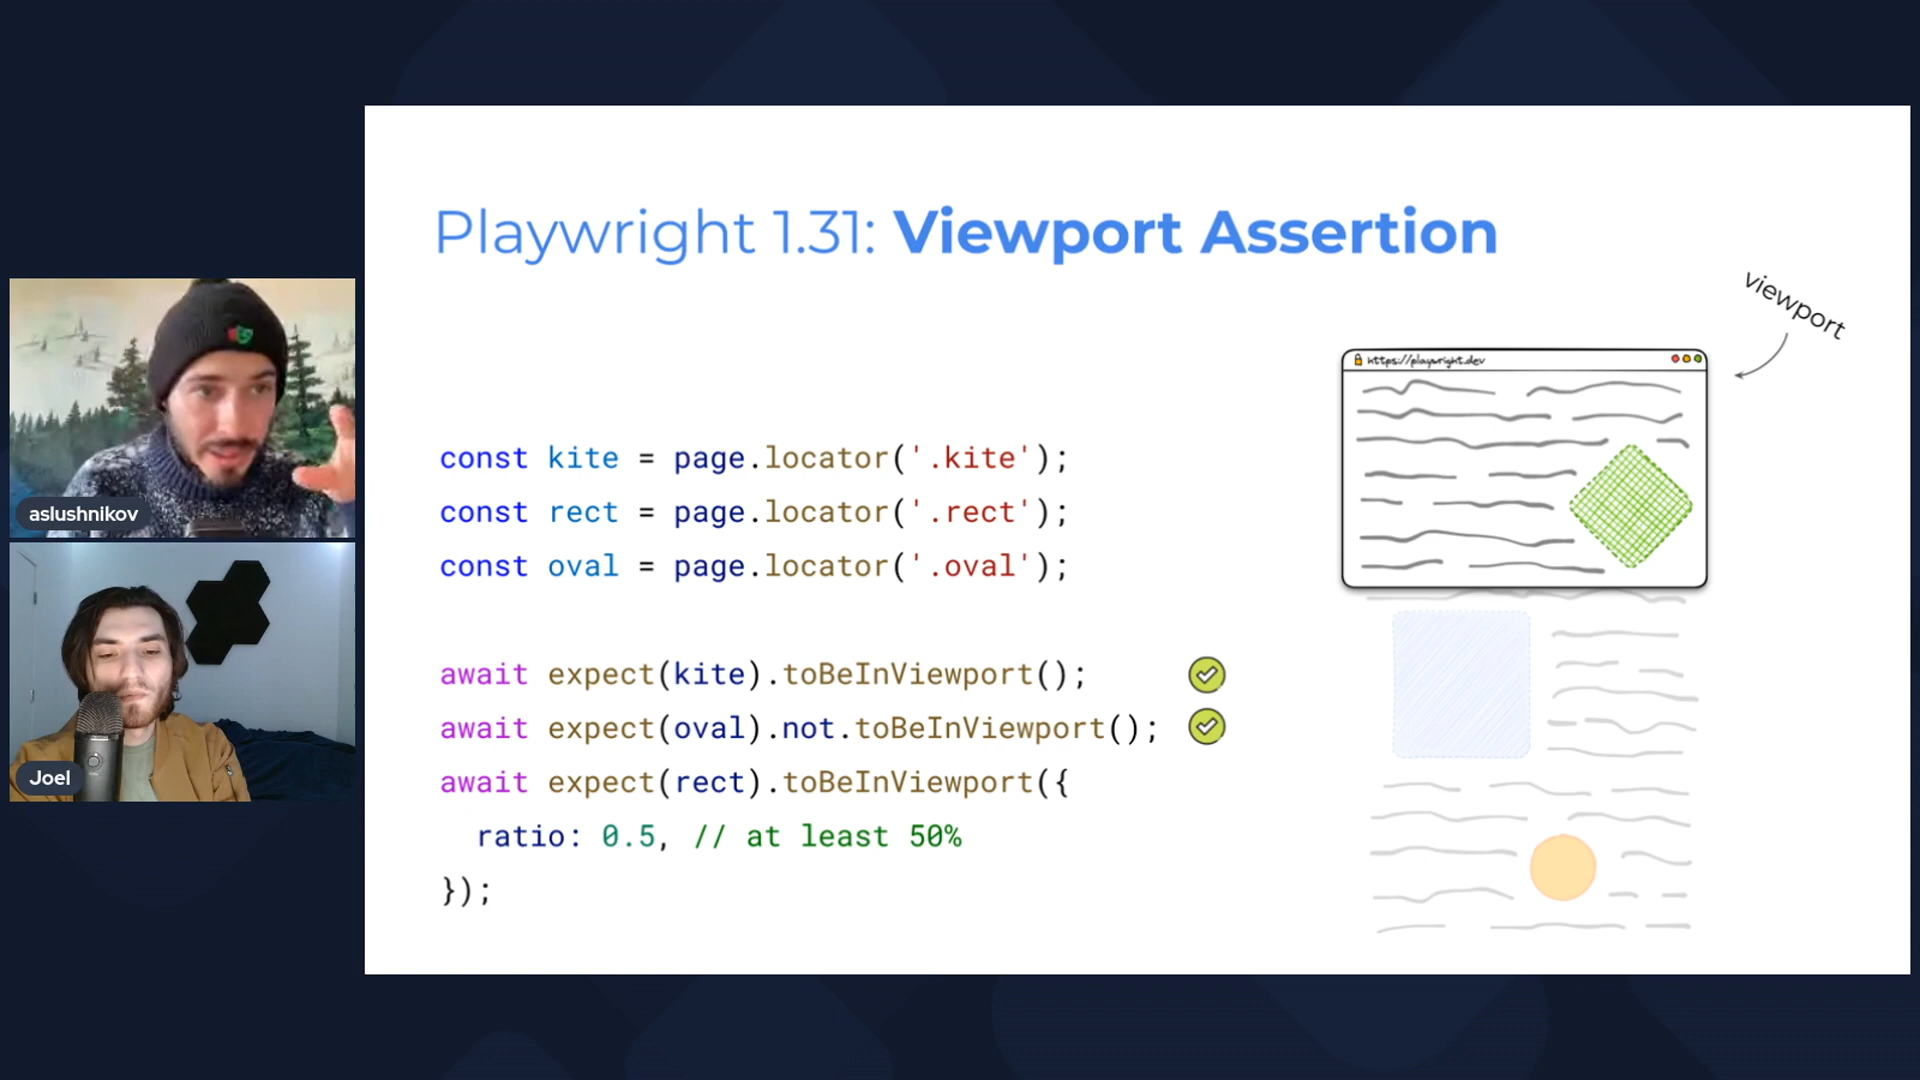 Playwright 1.31: Viewport Assertion
viewport
https://playwright.dev
const kite = page.locator('.kite');
const rect = page.locator('.rect');
const oval = page.locator('.oval');
await expect(kite).toBeInViewport();
await expect(oval).not.toBeInViewport();
await expect(rect).toBeInViewport({
ratio: 0.5, // at least 50%
});
aslushnikov
Joel